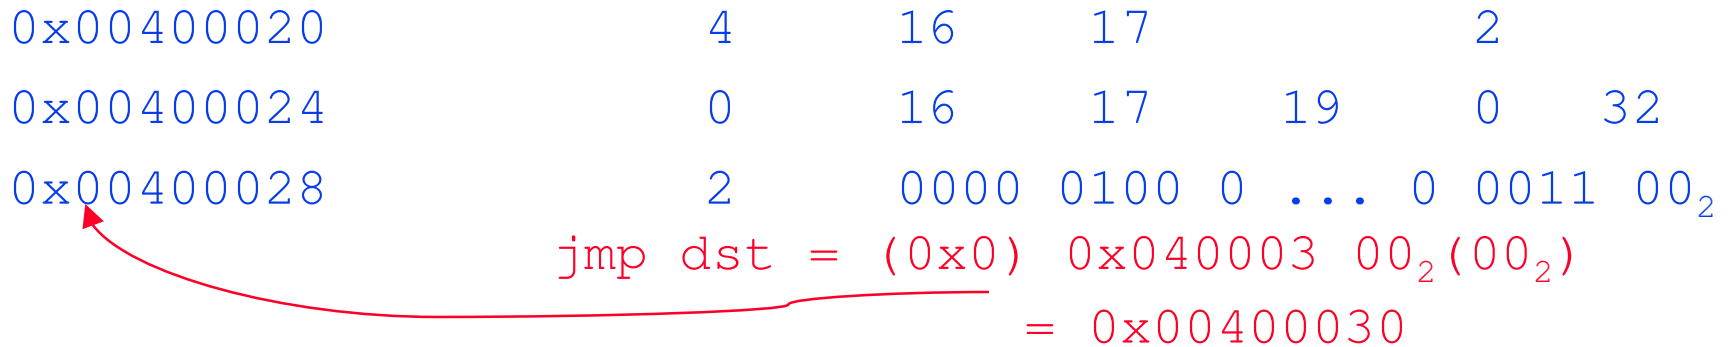 0x00400020 4 16 17 2
0x00400024 0 16 17 19 0 32
0x00400028 2 0000 0100 0 ... 0 0011 00₂
jmp dst = (0x0) 0x040003 00₂(00₂)
= 0x00400030